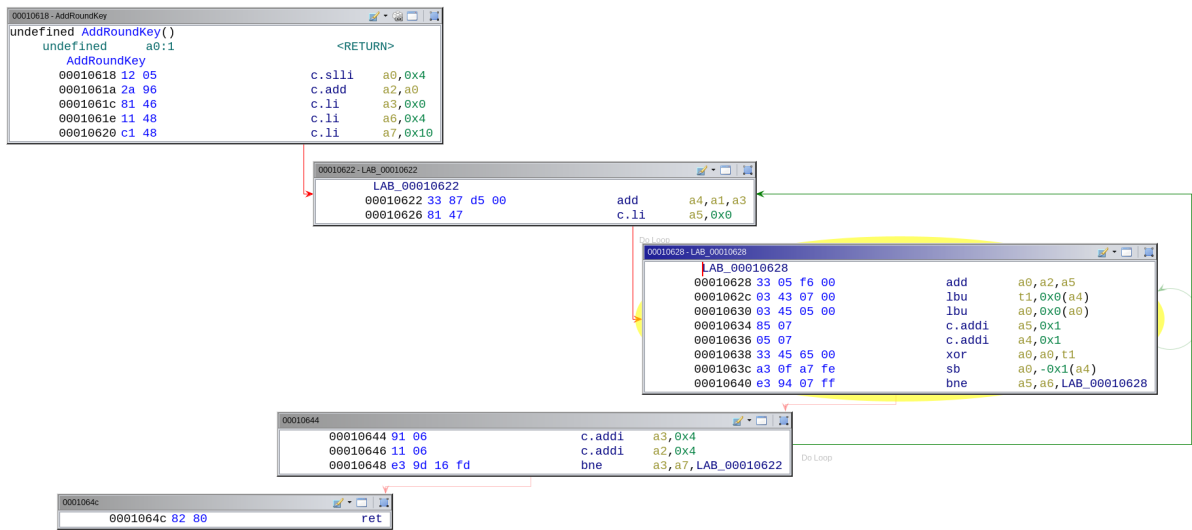 00010618 - AddRoundKey
undefined AddRoundKey()
undefined a0:1 <RETURN>
AddRoundKey
00010618 12 05 c.slli a0,0x4
0001061a 2a 96 c.add a2,a0
0001061c 81 46 c.li a3,0x0
0001061e 11 48 c.li a6,0x4
00010620 c1 48 c.li a7,0x10
00010622 - LAB_00010622
LAB_00010622
00010622 33 87 d5 00 add a4,a1,a3
00010626 81 47 c.li a5,0x0
Do Loop
00010628 - LAB_00010628
LAB_00010628
00010628 33 05 f6 00 add a0,a2,a5
0001062c 03 43 07 00 lbu t1,0x0(a4)
00010630 03 45 05 00 lbu a0,0x0(a0)
00010634 85 07 c.addi a5,0x1
00010636 05 07 c.addi a4,0x1
00010638 33 45 65 00 xor a0,a0,t1
0001063c a3 0f a7 fe sb a0,-0x1(a4)
00010640 e3 94 07 ff bne a5,a6,LAB_00010628
00010644
00010644 91 06 c.addi a3,0x4
00010646 11 06 c.addi a2,0x4
00010648 e3 9d 16 fd bne a3,a7,LAB_00010622
Do Loop
0001064c
0001064c 82 80 ret